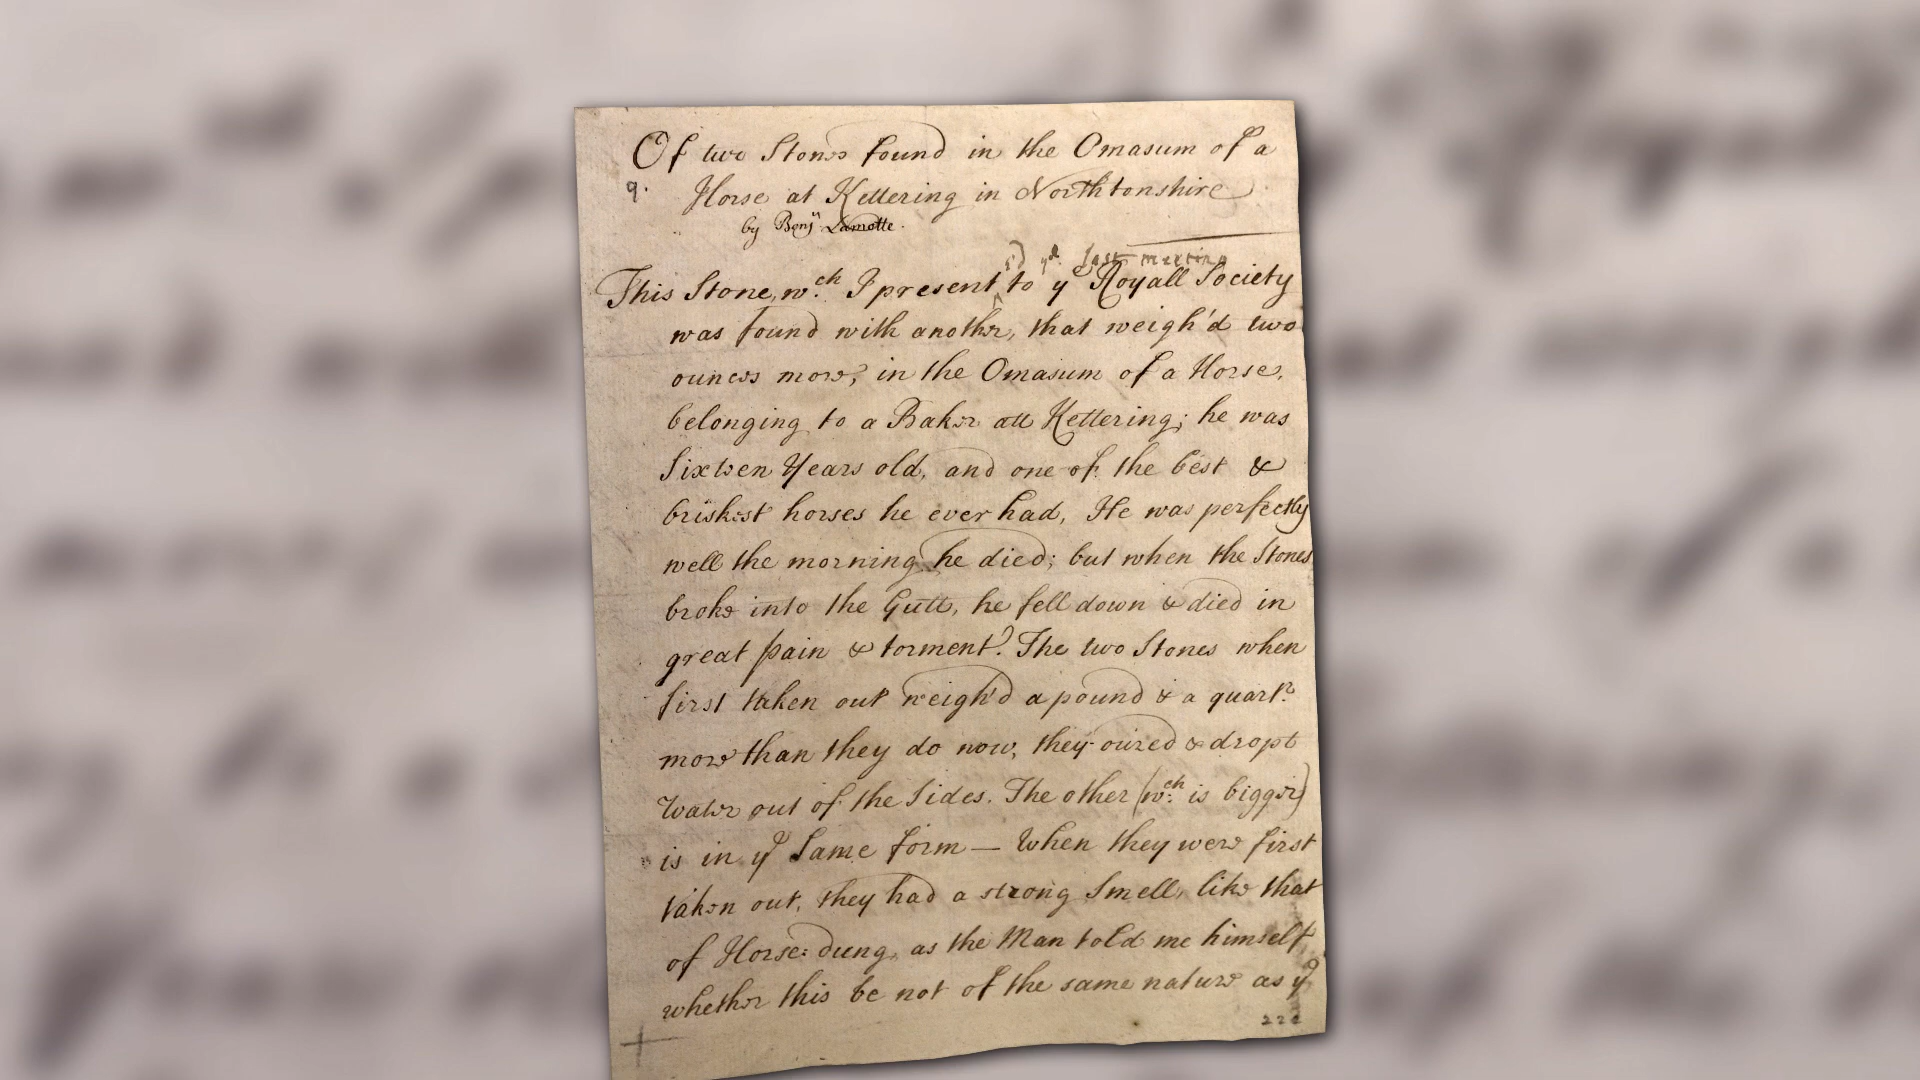 Of two Stones found in the Omasum of a
9.
Horse at Kettering in Northtonshire
by Benjn Lamotte.
last meeting
This Stone, wch I present to ye Royall Society
was found with another, that weigh'd two
ounces more, in the Omasum of a Horse,
belonging to a Baker att Kettering; he was
Sixteen Years old, and one of the best &
briskest horses he ever had, He was perfectly
well the morning he died; but when the Stones
broke into the Gutt, he fell down & died in
great pain & torment. The two Stones when
first taken out weigh'd a pound & a quartr
more than they do now, they ouzed & dropt
Water out of the Sides. The other (wch is bigger)
is in ye Same form — When they were first
taken out, they had a strong Smell, like that
of Horse: dung, as the Man told me himself
whether this be not of the same nature as ye